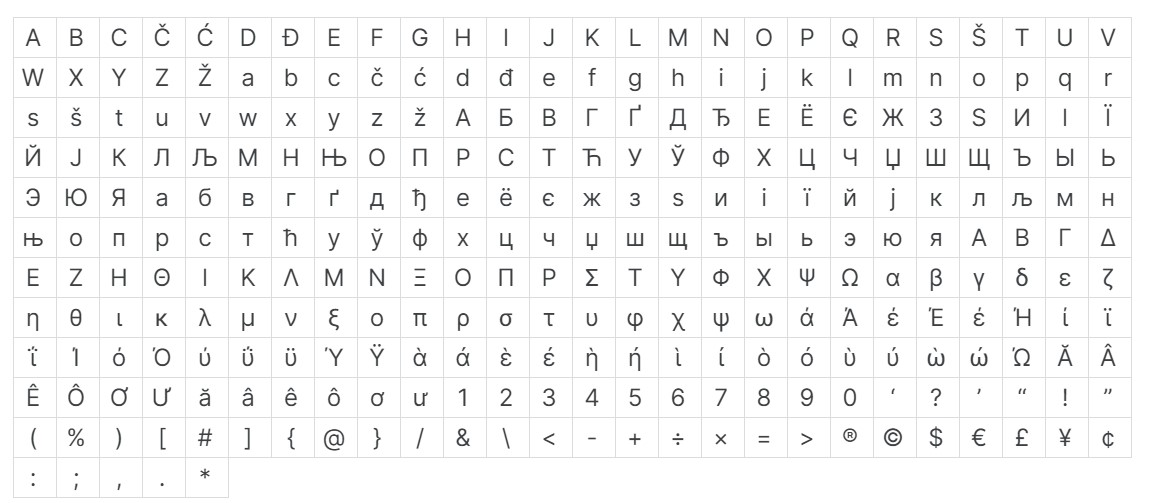 A B C Č Ć D Đ E F G H I J K L M N O P Q R S Š T U V
W X Y Z Ž a b c č ć d đ e f g h i j k l m n o p q r
s š t u v w x y z ž А Б В Г Ґ Д Ђ Е Ё Є Ж З Ѕ И І Ї
Й Ј К Л Љ М Н Њ О П Р С Т Ћ У Ў Ф Х Ц Ч Џ Ш Щ Ъ Ы Ь
Э Ю Я а б в г ґ д ђ е ё є ж з ѕ и і ї й ј к л љ м н
њ о п р с т ћ у ў ф х ц ч џ ш щ ъ ы ь э ю я Α Β Γ Δ
Ε Ζ Η Θ Ι Κ Λ Μ Ν Ξ Ο Π Ρ Σ Τ Υ Φ Χ Ψ Ω α β γ δ ε ζ
η θ ι κ λ μ ν ξ ο π ρ σ τ υ φ χ ψ ω ά Ά έ Έ έ Ή ί ϊ
ΐ Ί ό Ό ύ ΰ ϋ Ύ Ϋ ὰ ά ὲ έ ὴ ή ὶ ί ὸ ό ὺ ύ ὼ ώ Ώ Ă Â
Ê Ô Ơ Ư ă â ê ô ơ ư 1 2 3 4 5 6 7 8 9 0 ‘ ? ’ “ ! ”
( % ) [ # ] { @ } / & \ < - + ÷ × = > ® © $ € £ ¥ ¢
: ; , . *